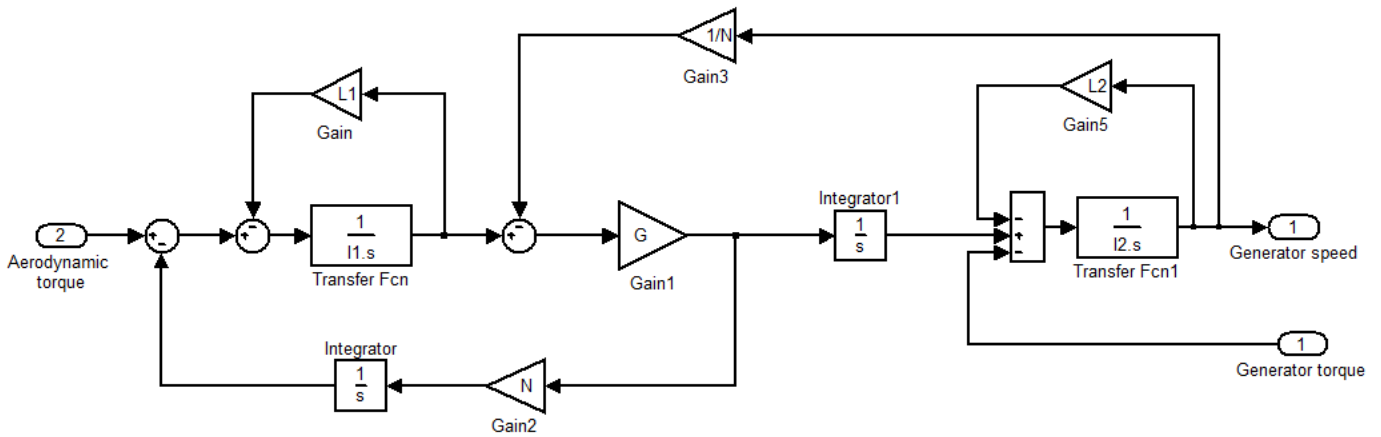 1/N
Gain3
L1
Gain
L2
Gain5
2
Aerodynamic
torque
+
-
-
+
1
I1.s
Transfer Fcn
-
+
G
Gain1
Integrator1
1
s
-
+
-
1
I2.s
Transfer Fcn1
1
Generator speed
Integrator
1
s
N
Gain2
1
Generator torque